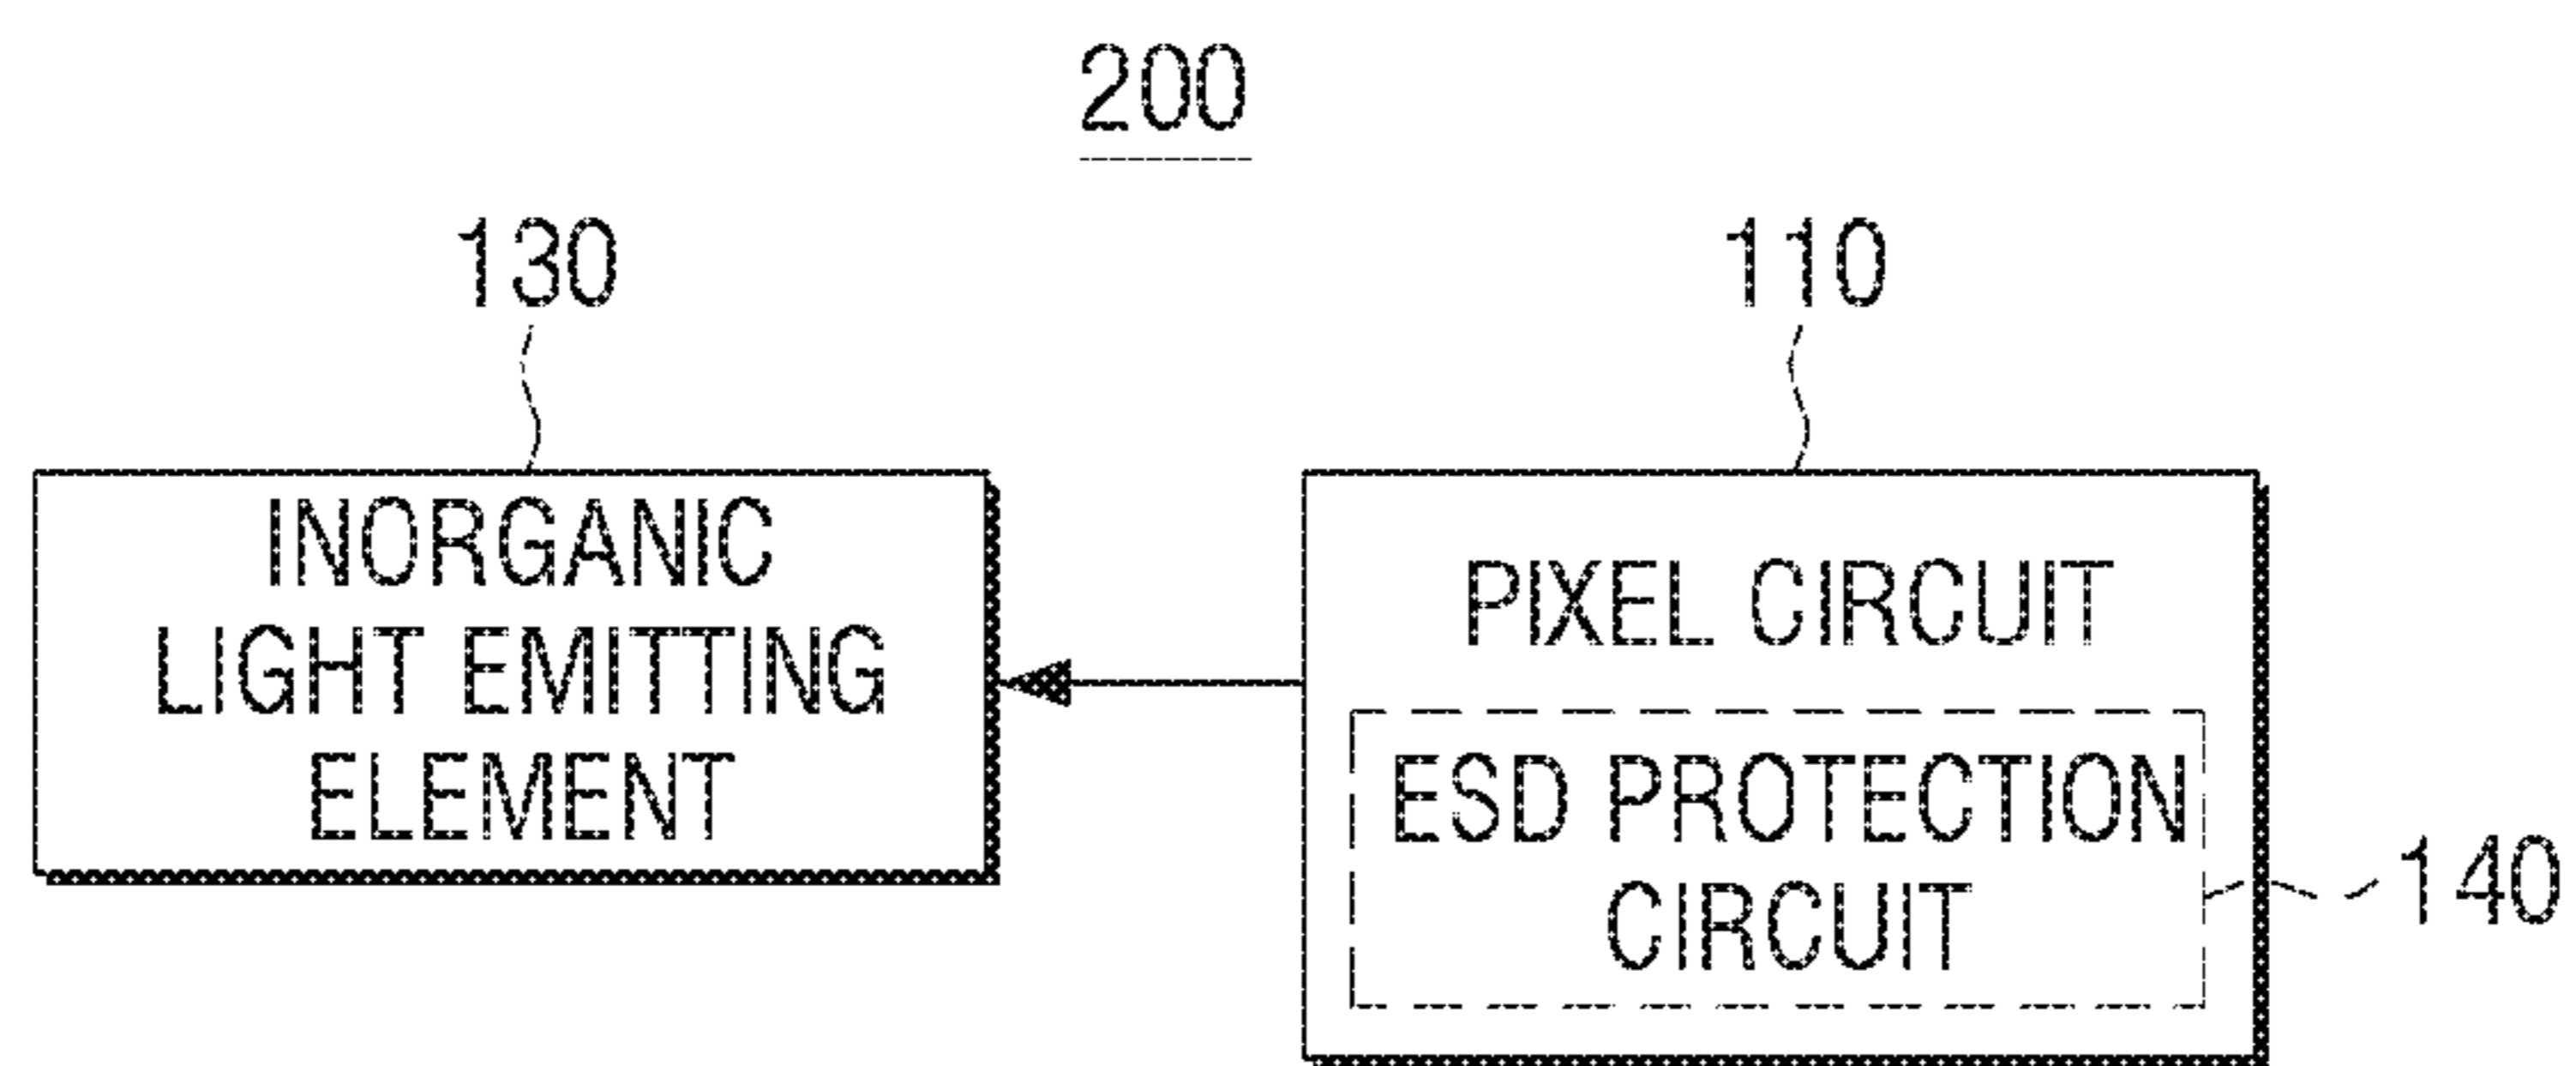 200
130
110
INORGANIC
LIGHT EMITTING
ELEMENT
PIXEL CIRCUIT
ESD PROTECTION
CIRCUIT
140